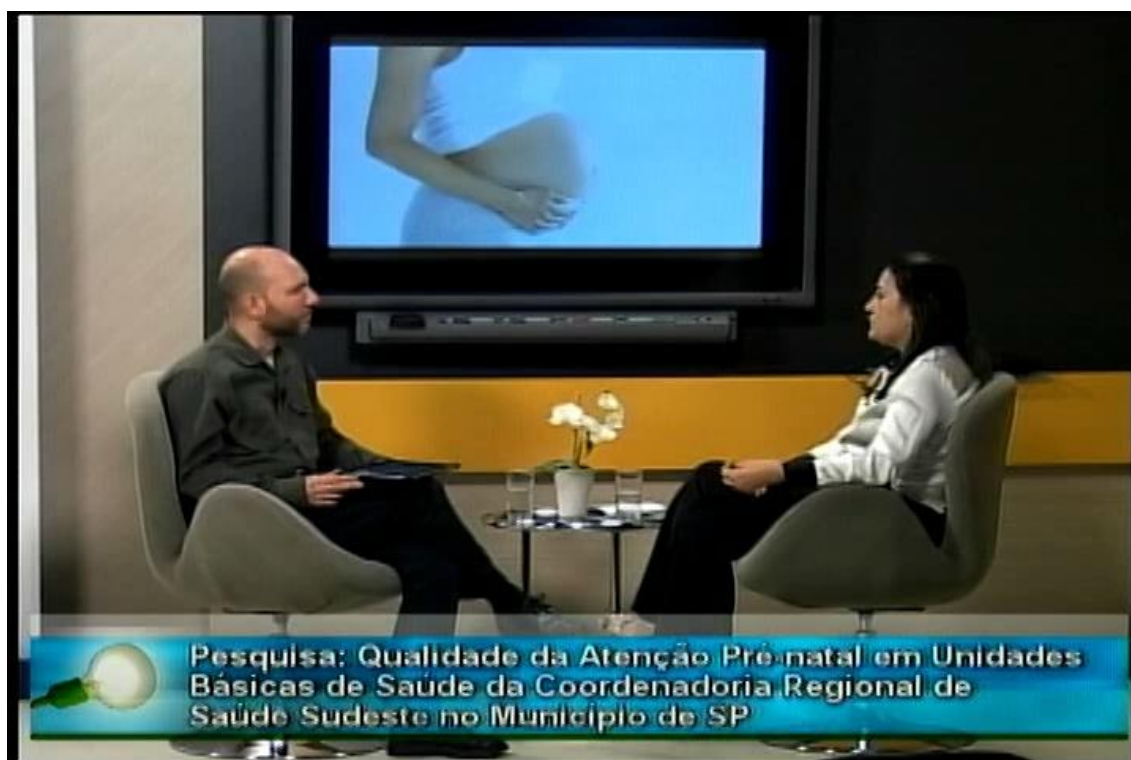 Pesquisa: Qualidade da Atenção Pré-natal em Unidades
Básicas de Saúde da Coordenadoria Regional de
Saúde Sudeste no Município de SP